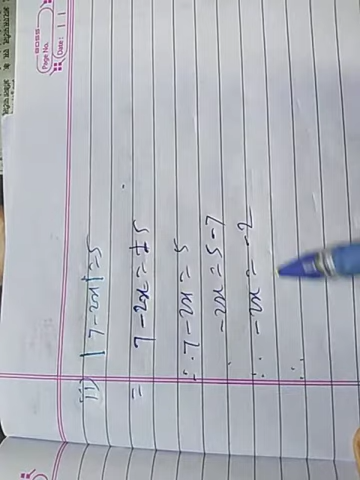 ii) | 7 - 2x | = 5
= 7 - 2x = ± 5
∴ 7 - 2x = 5
- 2x = 5 - 7
∴ - 2x = - 2
∴
Page No.
Date: